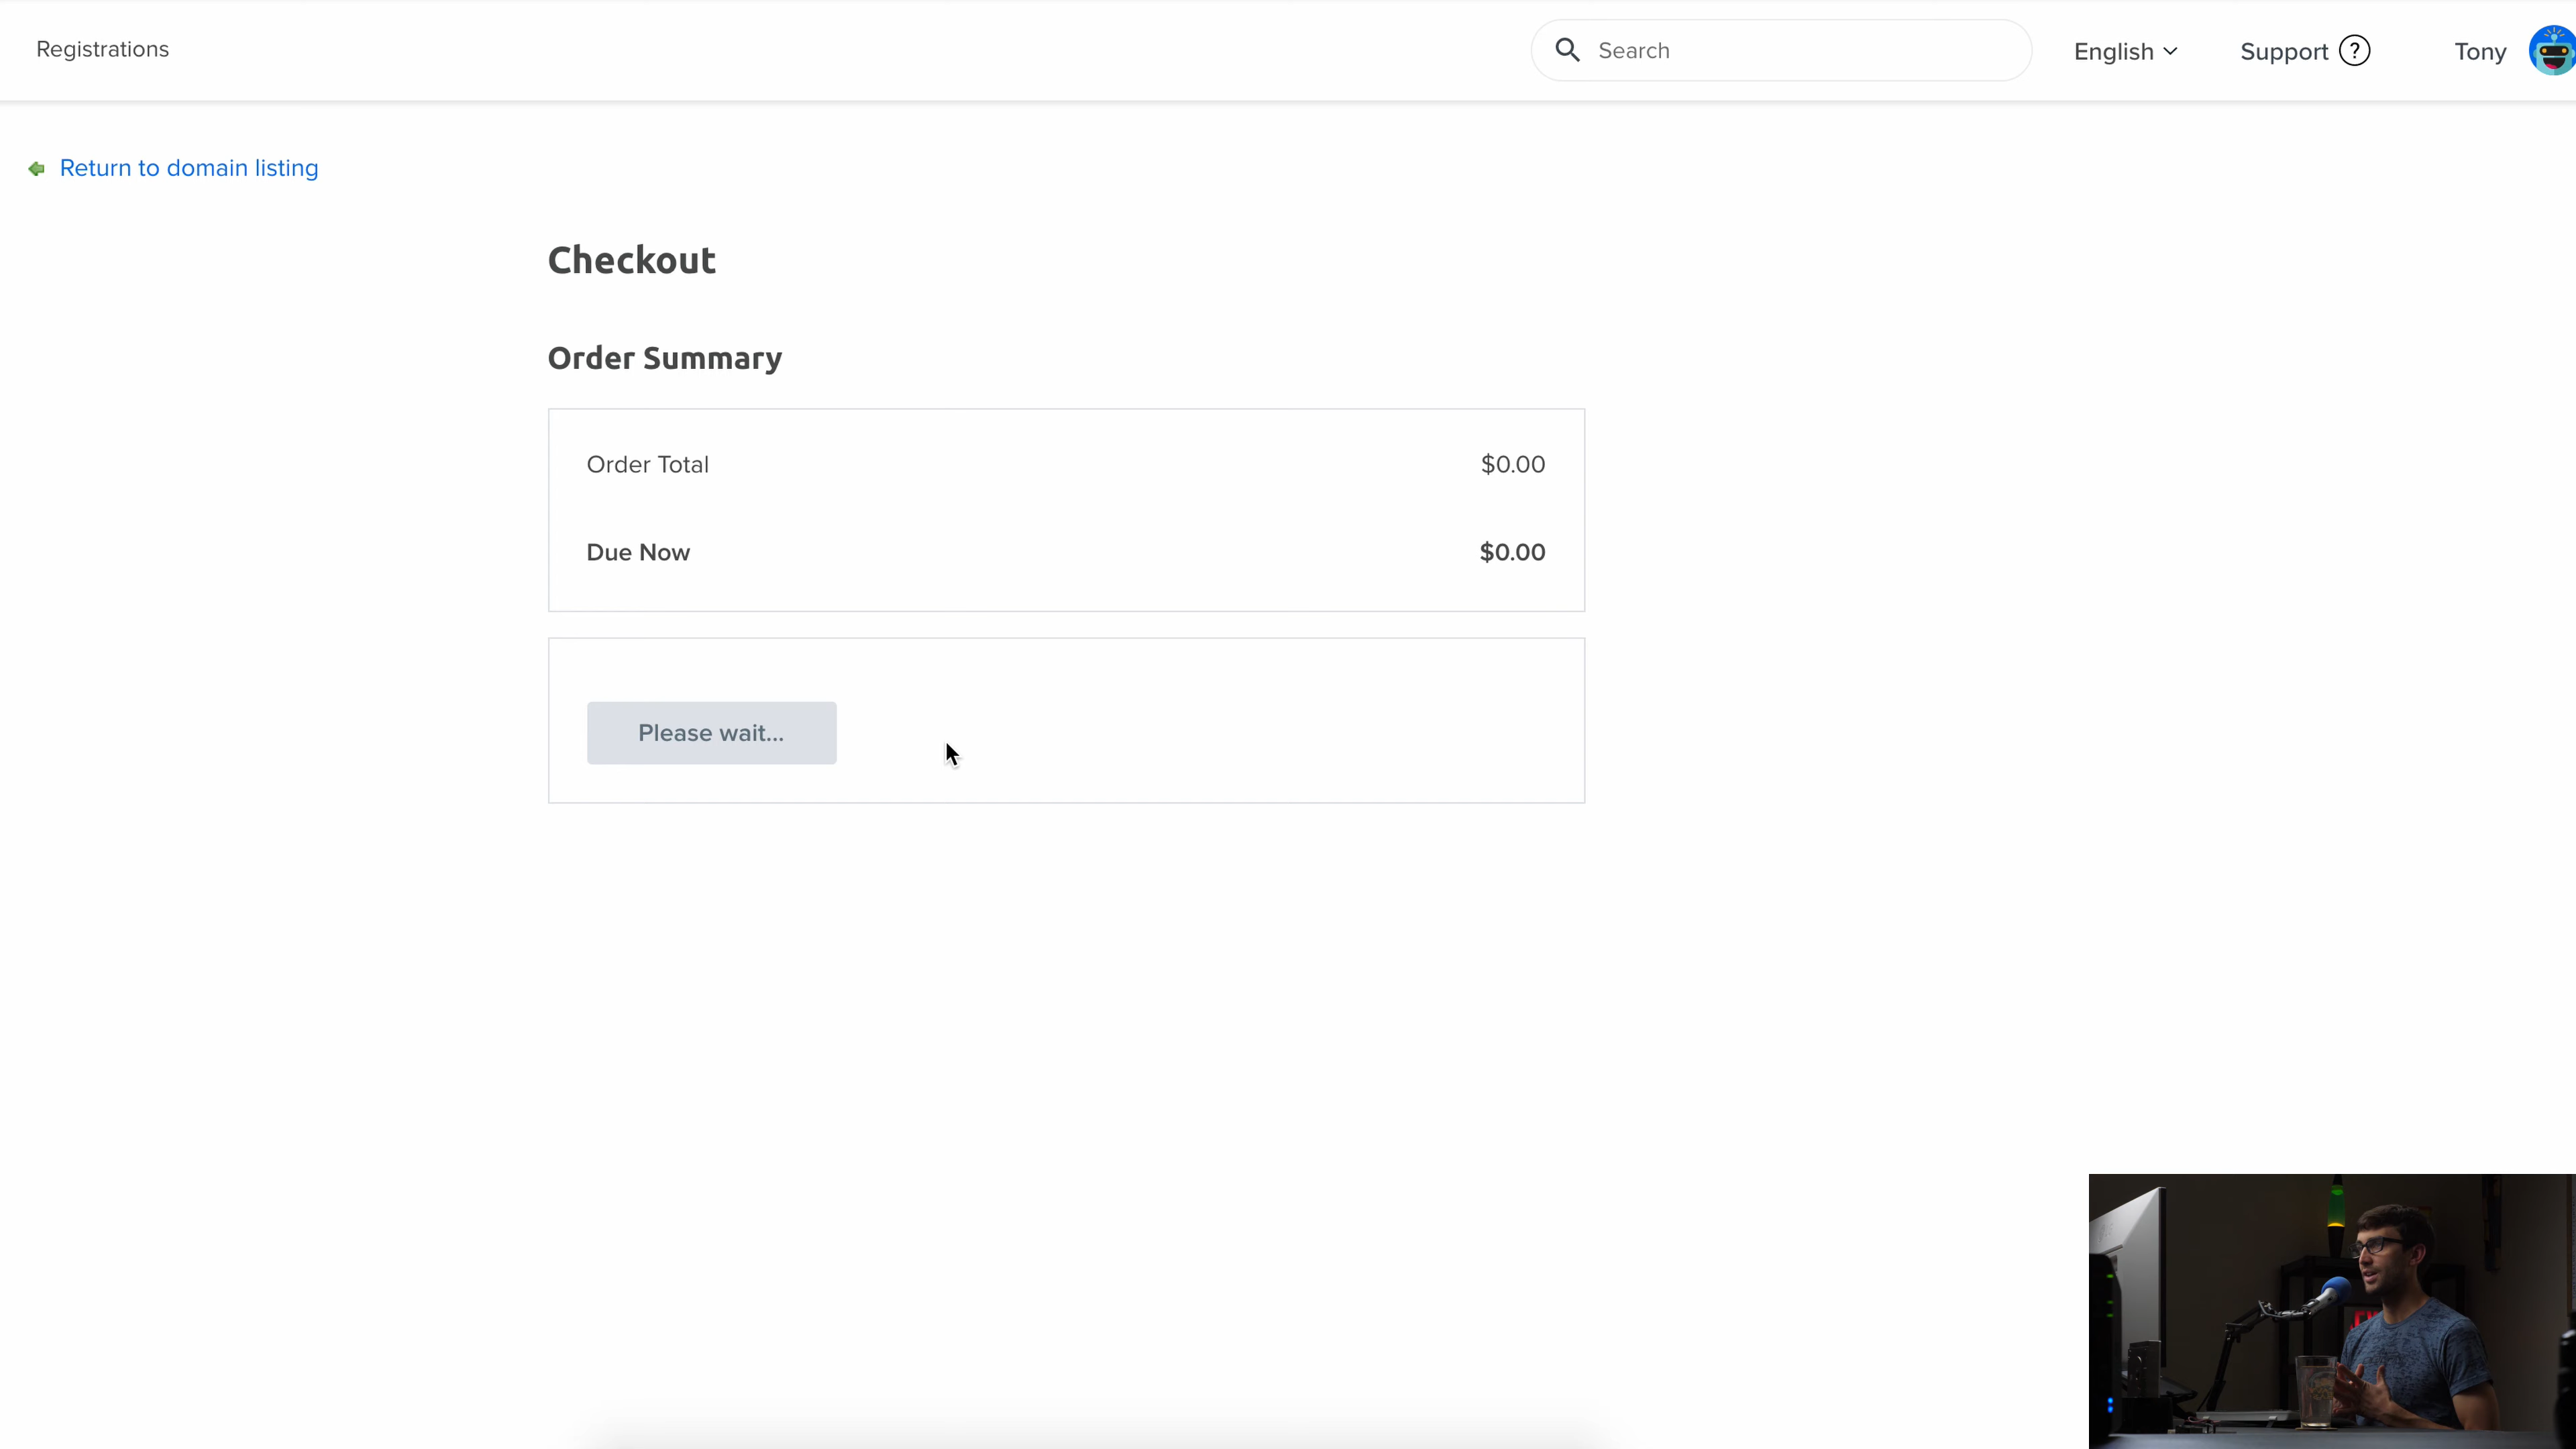 Registrations
Search
English
Support ?
Tony
Return to domain listing
Checkout
Order Summary
Order Total $0.00
Due Now $0.00
Please wait...